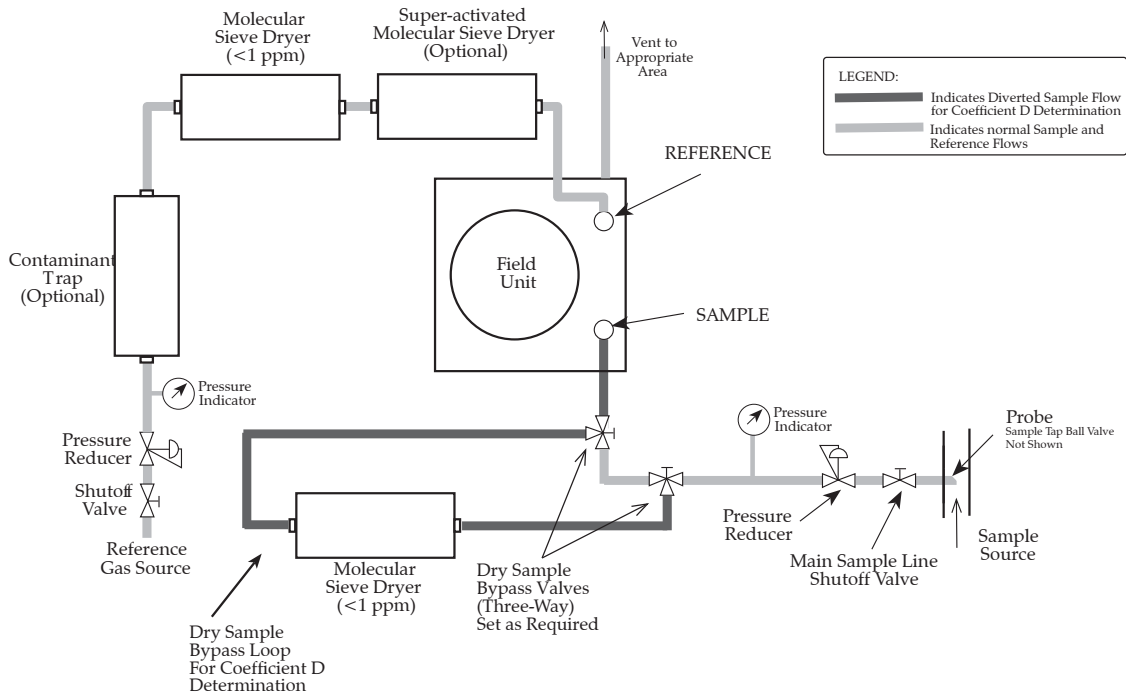 Molecular
Sieve Dryer
(<1 ppm)
Super-activated
Molecular Sieve Dryer
(Optional)
Vent to
Appropriate
Area
LEGEND:
Indicates Diverted Sample Flow
for Coefficient D Determination
Indicates normal Sample and
Reference Flows
REFERENCE
Contaminant
Trap
(Optional)
Field
Unit
SAMPLE
Pressure
Indicator
Pressure
Reducer
Shutoff
Valve
Reference
Gas Source
Pressure
Indicator
Probe
Sample Tap Ball Valve
Not Shown
Pressure
Reducer
Main Sample Line
Shutoff Valve
Sample
Source
Molecular
Sieve Dryer
(<1 ppm)
Dry Sample
Bypass Valves
(Three-Way)
Set as Required
Dry Sample
Bypass Loop
For Coefficient D
Determination